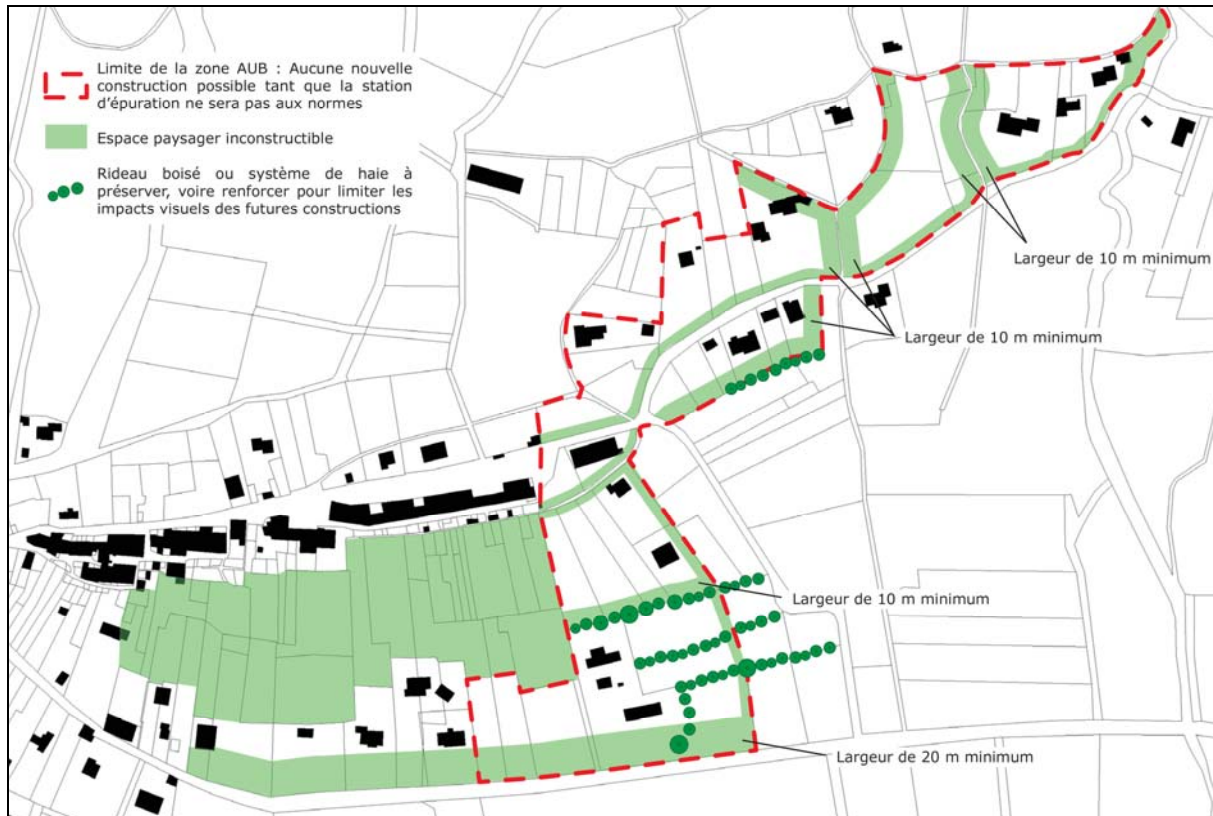 Limite de la zone AUB : Aucune nouvelle
construction possible tant que la station
d'épuration ne sera pas aux normes
Espace paysager inconstructible
Rideau boisé ou système de haie à
préserver, voire renforcer pour limiter les
impacts visuels des futures constructions
Largeur de 10 m minimum
Largeur de 10 m minimum
Largeur de 10 m minimum
Largeur de 20 m minimum